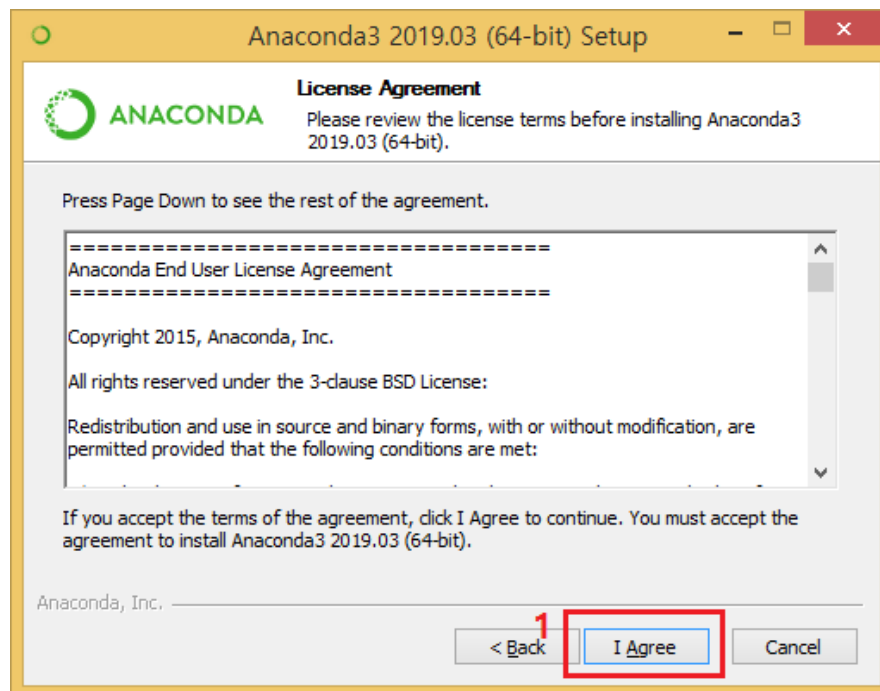 Anaconda3 2019.03 (64-bit) Setup
ANACONDA
License Agreement
Please review the license terms before installing Anaconda3
2019.03 (64-bit).
Press Page Down to see the rest of the agreement.
===================================
Anaconda End User License Agreement
===================================
Copyright 2015, Anaconda, Inc.
All rights reserved under the 3-clause BSD License:
Redistribution and use in source and binary forms, with or without modification, are
permitted provided that the following conditions are met:
If you accept the terms of the agreement, click I Agree to continue. You must accept the
agreement to install Anaconda3 2019.03 (64-bit).
Anaconda, Inc.
1
< Back
I Agree
Cancel